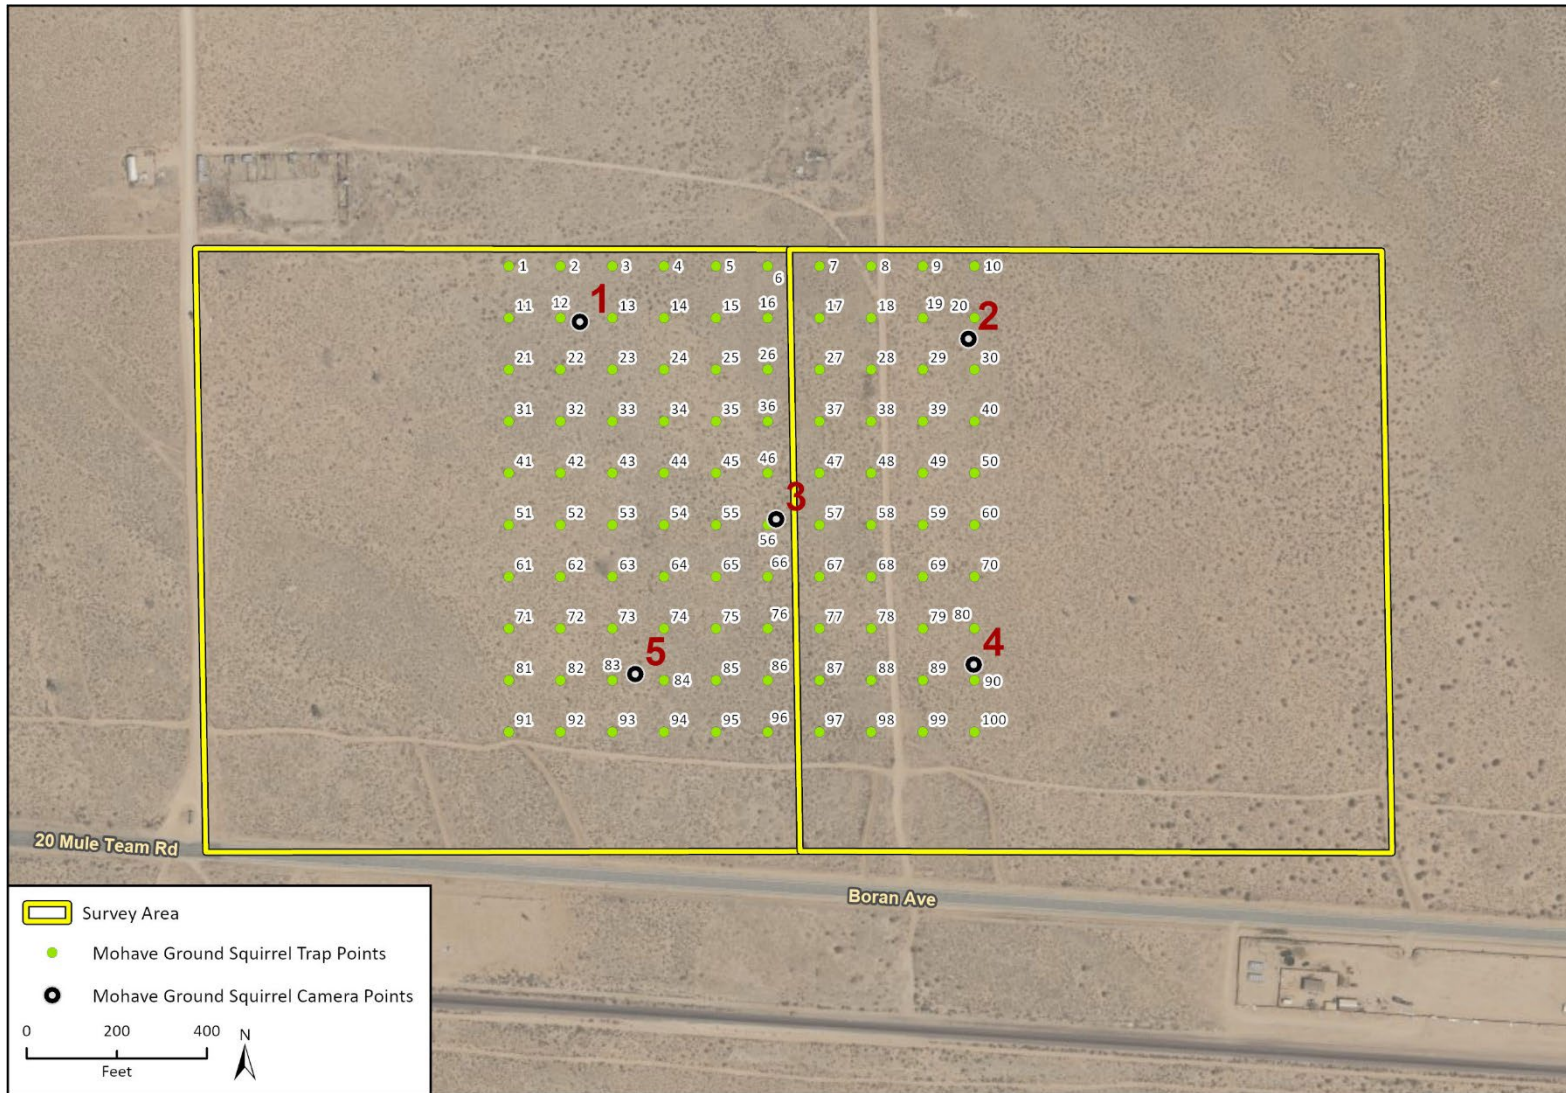 1 2 3 4 5 6 7 8 9 10
1 2
11 12 13 14 15 16 17 18 19 20
21 22 23 24 25 26 27 28 29 30
31 32 33 34 35 36 37 38 39 40
41 42 43 44 45 46 47 48 49 50
3
51 52 53 54 55 56 57 58 59 60
61 62 63 64 65 66 67 68 69 70
71 72 73 74 75 76 77 78 79 80
5 4
81 82 83 84 85 86 87 88 89 90
91 92 93 94 95 96 97 98 99 100
20 Mule Team Rd
Boran Ave
Survey Area
Mohave Ground Squirrel Trap Points
Mohave Ground Squirrel Camera Points
0 200 400
Feet
N